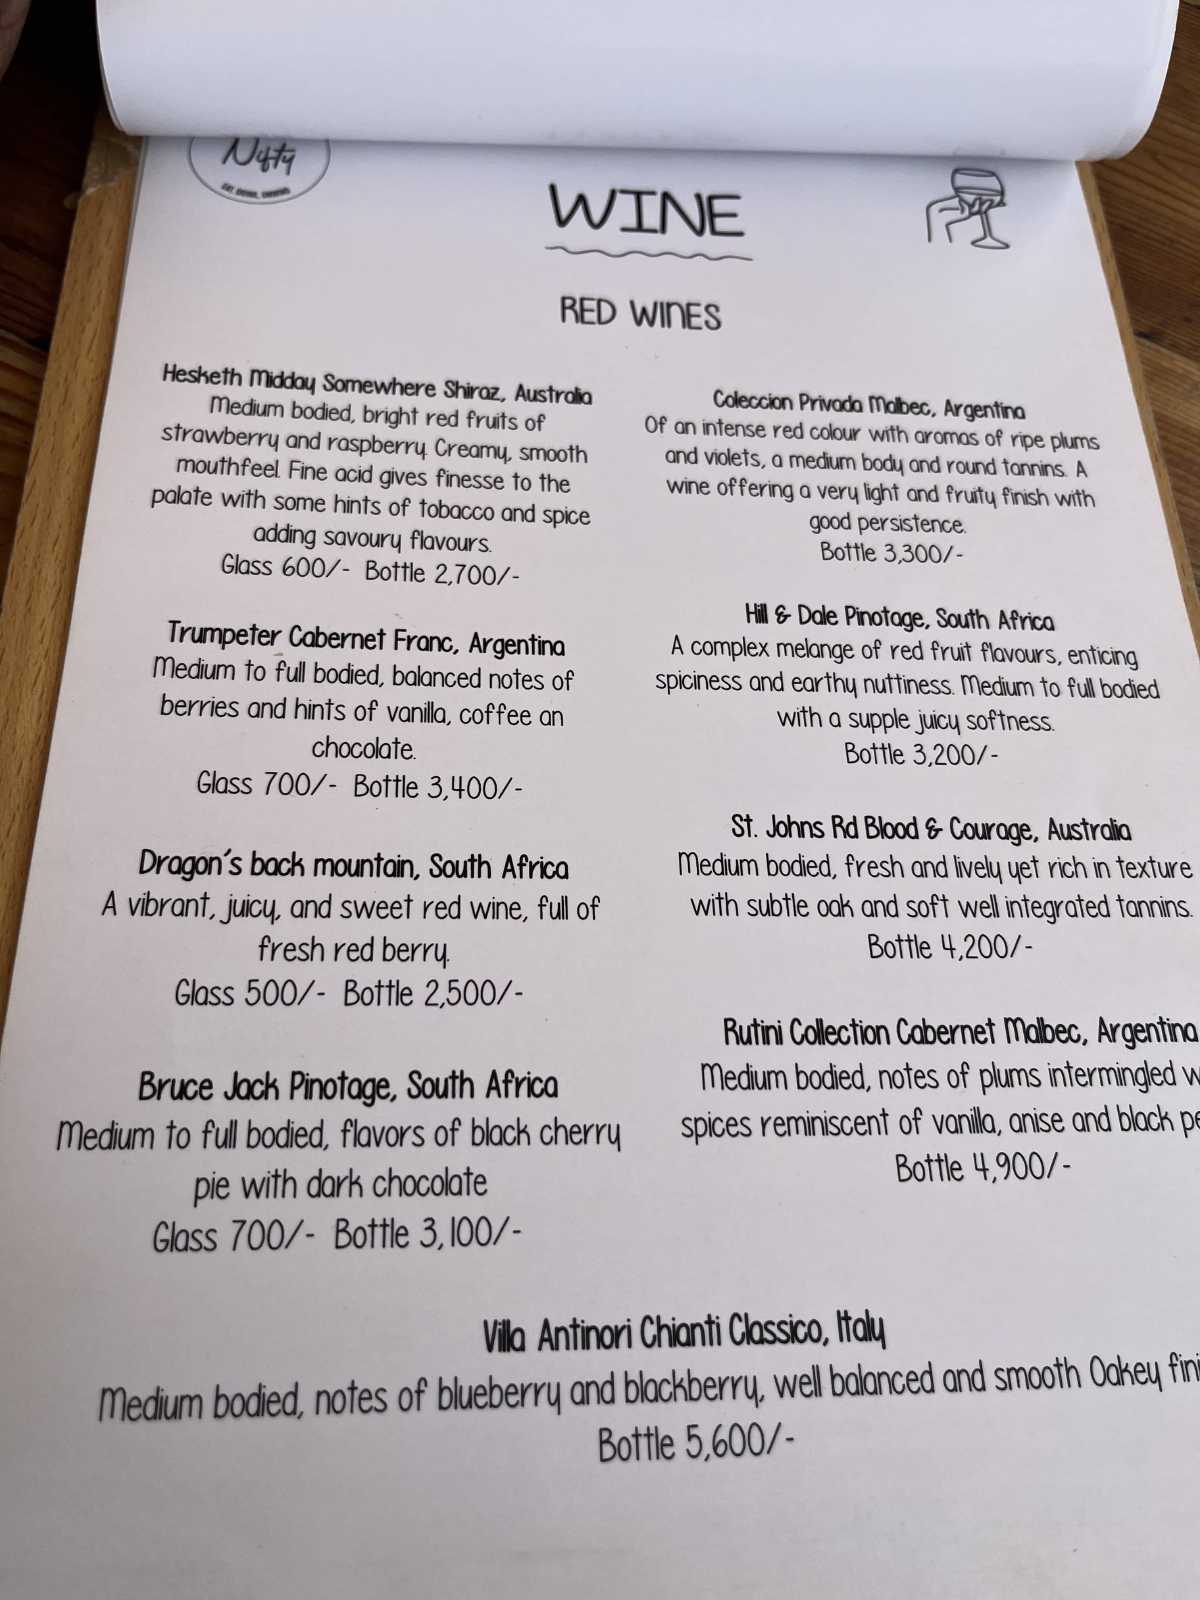 Nifty
EAT, DRINK,
WINE
RED WINES
Hesketh Midday Somewhere Shiraz, Australia
Medium bodied, bright red fruits of
strawberry and raspberry. Creamy, smooth
mouthfeel. Fine acid gives finesse to the
palate with some hints of tobacco and spice
adding savoury flavours.
Glass 600/- Bottle 2,700/-
Trumpeter Cabernet Franc, Argentina
Medium to full bodied, balanced notes of
berries and hints of vanilla, coffee an
chocolate.
Glass 700/- Bottle 3,400/-
Dragon's back mountain, South Africa
A vibrant, juicy, and sweet red wine, full of
fresh red berry.
Glass 500/- Bottle 2,500/-
Bruce Jack Pinotage, South Africa
Medium to full bodied, flavors of black cherry
pie with dark chocolate
Glass 700/- Bottle 3,100/-
Coleccion Privada Malbec, Argentina
Of an intense red colour with aromas of ripe plums
and violets, a medium body and round tannins. A
wine offering a very light and fruity finish with
good persistence.
Bottle 3,300/-
Hill & Dale Pinotage, South Africa
A complex melange of red fruit flavours, enticing
spiciness and earthy nuttiness. Medium to full bodied
with a supple juicy softness.
Bottle 3,200/-
St. Johns Rd Blood & Courage, Australia
Medium bodied, fresh and lively yet rich in texture
with subtle oak and soft well integrated tannins.
Bottle 4,200/-
Rutini Collection Cabernet Malbec, Argentina
Medium bodied, notes of plums intermingled
spices reminiscent of vanilla, anise and black
Bottle 4,900/-
Villa Antinori Chianti Classico, Italy
Medium bodied, notes of blueberry and blackberry, well balanced and smooth Oakey
Bottle 5,600/-